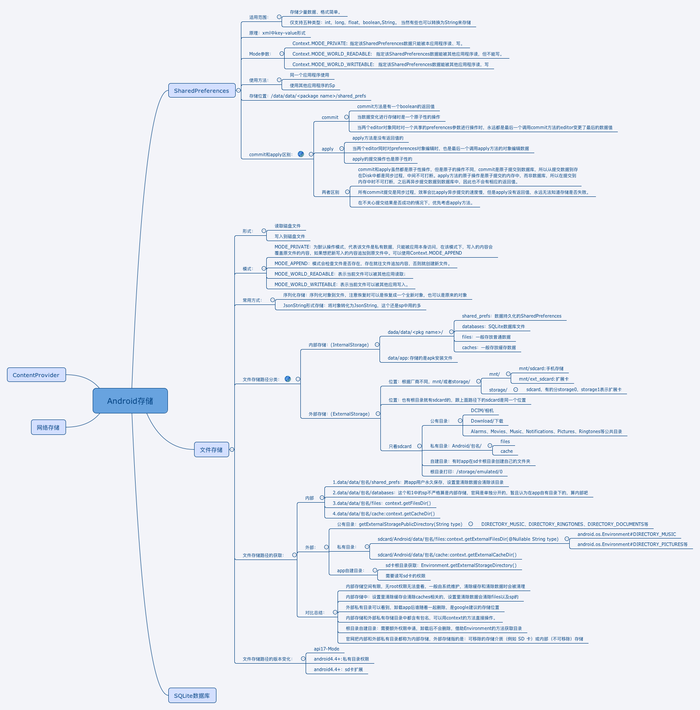 适用范围：
存储少量数据，格式简单。
仅支持五种类型：int，long，float，boolean,String。当然有些也可以转换为String来存储
原理：xml中key-value形式
Mode参数：
Context.MODE_PRIVATE：指定该SharedPreferences数据只能被本应用程序读、写。
Context.MODE_WORLD_READABLE：指定该SharedPreferences数据能被其他应用程序读，但不能写。
Context.MODE_WORLD_WRITEABLE：指定该SharedPreferences数据能被其他应用程序读，写
SharedPreferences
使用方法：
同一个应用程序使用
使用其他应用程序的Sp
存储位置：/data/data/<package name>/shared_prefs
commit和apply区别：
commit
commit方法是有一个boolean的返回值
当数据变化进行存储时是一个原子性的操作
当两个editor对象同时对一个共享的preferences参数进行操作时，永远都是最后一个调用commit方法的editor变更了最后的数据值
apply
apply方法是没有返回值的
当两个editor同时对preferences对象编辑时，也是最后一个调用apply方法的对象编辑数据
apply的提交操作也是原子性的
两者区别
commit和apply虽然都是原子性操作，但是原子的操作不同，commit是原子提交到数据库，所以从提交数据到存
在Disk中都是同步过程，中间不可打断。apply方法的原子操作是原子提交的内存中，而非数据库，所以在提交到
内存中时不可打断，之后再异步提交数据到数据库中，因此也不会有相应的返回值。
所有commit提交是同步过程，效率会比apply异步提交的速度慢，但是apply没有返回值，永远无法知道存储是否失败。
在不关心提交结果是否成功的情况下，优先考虑apply方法。
形式：
读取磁盘文件
写入到磁盘文件
模式：
MODE_PRIVATE：为默认操作模式，代表该文件是私有数据，只能被应用本身访问，在该模式下，写入的内容会
覆盖原文件的内容，如果想把新写入的内容追加到原文件中，可以使用Context.MODE_APPEND
MODE_APPEND：模式会检查文件是否存在，存在就往文件追加内容，否则就创建新文件。
MODE_WORLD_READABLE：表示当前文件可以被其他应用读取；
MODE_WORLD_WRITEABLE：表示当前文件可以被其他应用写入。
常用方式：
序列化存储：序列化对象到文件，注意恢复时可以是恢复成一个全新对象，也可以是原来的对象
JsonString形式存储：将对象转化为JsonString，这个还是sp中用的多
文件存储路径分类：
内部存储：(InternalStorage)
dada/data/<pkg name>/
shared_prefs：数据持久化的SharedPreferences
databases：SQLite数据库文件
files：一般存放普通数据
caches：一般存放缓存数据
data/app:存储的是apk安装文件
外部存储：(ExternalStorage)
位置：根据厂商不同，mnt/或者storage/
mnt/
mnt/sdcard:手机存储
mnt/ext_sdcard:扩展卡
storage/
sdcard，有的分storage0，storage1表示扩展卡
位置：也有根目录就有sdcard的，跟上面路径下的sdcard是同一个位置
只看sdcard
公有目录：
DCIM/相机
Download/下载
Alarms、Movies、Music、Notifications、Pictures、Ringtones等公共目录
私有目录：Android/包名/
files
cache
自建目录：有时app在sd卡根目录创建自己的文件夹
根目录打印：/storage/emulated/0
ContentProvider
Android存储
网络存储
文件存储
文件存储路径的获取：
内部
1.data/data/包名/shared_prefs：跨app用户永久保存，设置里清除数据会清除该目录
2.data/data/包名/databases：这个和1中的sp不严格算是内部存储，官网是单独分开的，暂且认为在app自有目录下的，算内部吧
3.data/data/包名/files：context.getFilesDir()
4.data/data/包名/cache:context.getCacheDir()
外部：
公有目录：getExternalStoragePublicDirectory(String type)
DIRECTORY_MUSIC、DIRECTORY_RINGTONES、DIRECTORY_DOCUMENTS等
私有目录：
sdcard/Android/data/包名/files:context.getExternalFilesDir(@Nullable String type)
android.os.Environment#DIRECTORY_MUSIC
android.os.Environment#DIRECTORY_PICTURES等
sdcard/Android/data/包名/cache:context.getExternalCacheDir()
app自建目录：
sd卡根目录获取：Environment.getExternalStorageDirectory()
需要读写sd卡的权限
对比总结：
内部存储空间有限，无root权限无法查看，一般由系统维护，清除缓存和清除数据时会被清理
内部存储中：设置里清除缓存会清除caches相关的，设置里清除数据会清除files以及sp的
外部私有目录可以看到，卸载app后便随着一起删除，是google建议的存储位置
内部存储和外部私有存储目录中都没有包名，可以用context的方法直接操作。
根目录自建目录：需要额外权限申请，卸载后不会删除，借助Environment的方法获取目录
官网把内部和外部私有目录都称为内部存储，外部存储指的是：可移除的存储介质（例如 SD 卡）或内部（不可移除）存储
文件存储路径的版本变化：
api17-Mode
android4.4+:私有目录权限
android4.4+：sd卡扩展
SQLite数据库